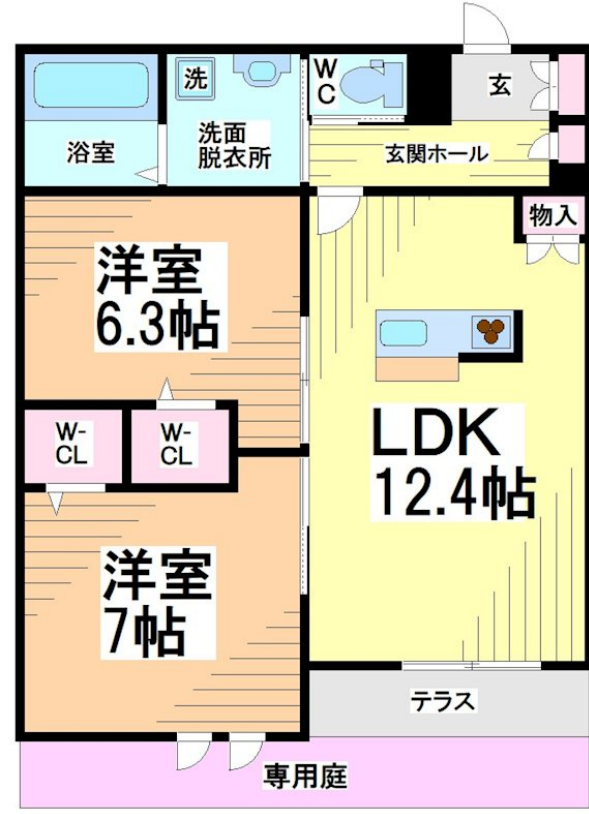 W
C
玄
洗
洗面
脱衣所
浴室
玄関ホール
物入
洋室
6.3帖
W-
CL
W-
CL
LDK
12.4帖
洋室
7帖
テラス
専用庭